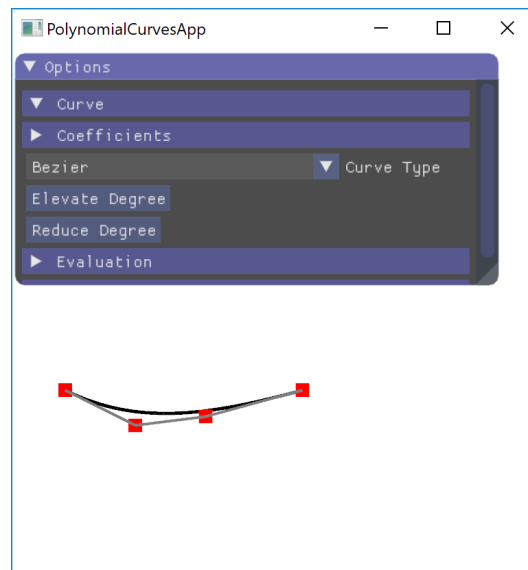 PolynomialCurvesApp
Options
Curve
Coefficients
Bezier Curve Type
Elevate Degree
Reduce Degree
Evaluation